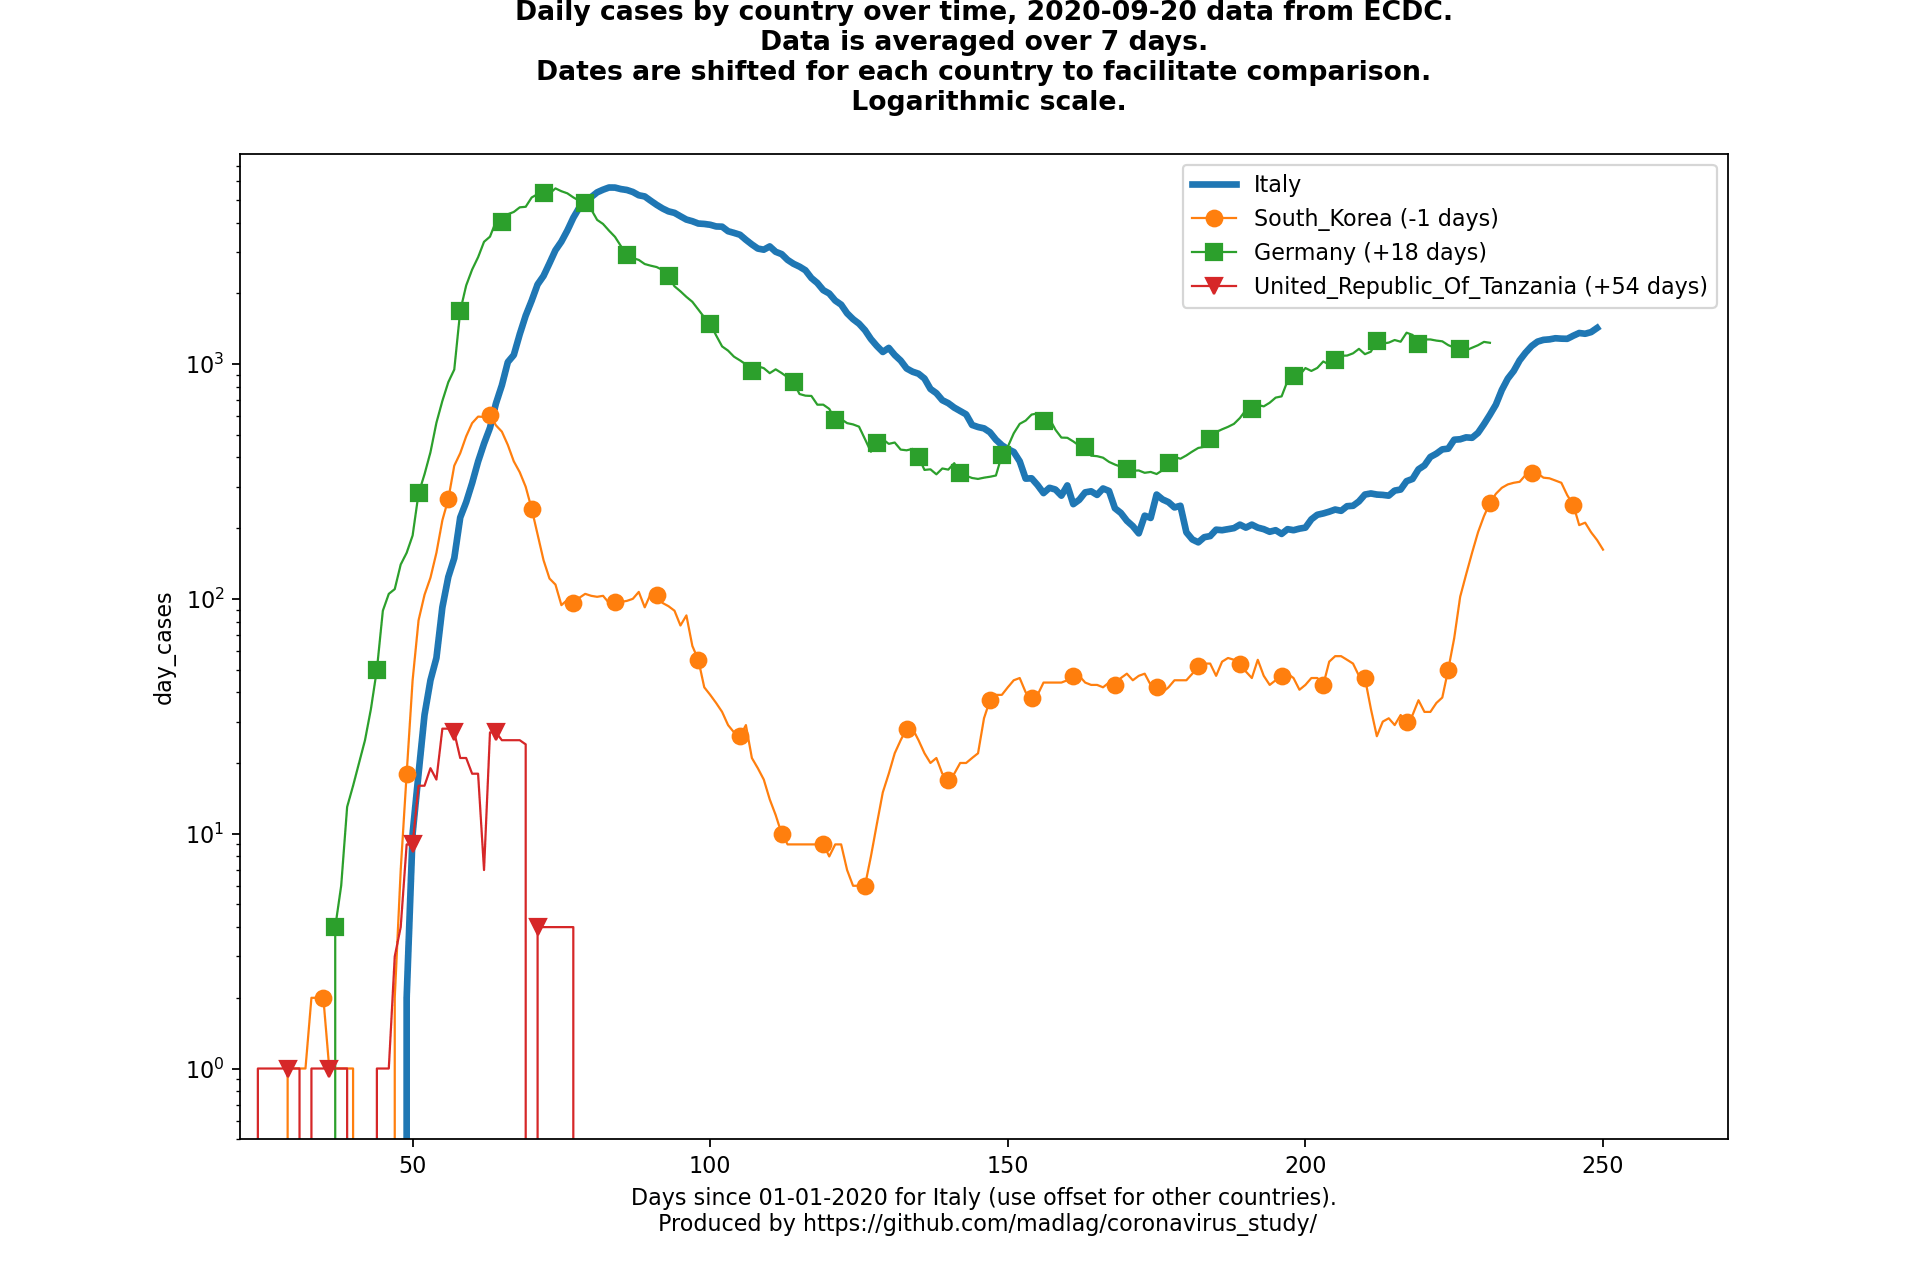 Daily cases by country over time, 2020-09-20 data from ECDC.
Data is averaged over 7 days.
Dates are shifted for each country to facilitate comparison.
Logarithmic scale.
Italy
South_Korea (-1 days)
Germany (+18 days)
United_Republic_Of_Tanzania (+54 days)
day_cases
10³
10²
10¹
10⁰
50 100 150 200 250
Days since 01-01-2020 for Italy (use offset for other countries).
Produced by https://github.com/madlag/coronavirus_study/